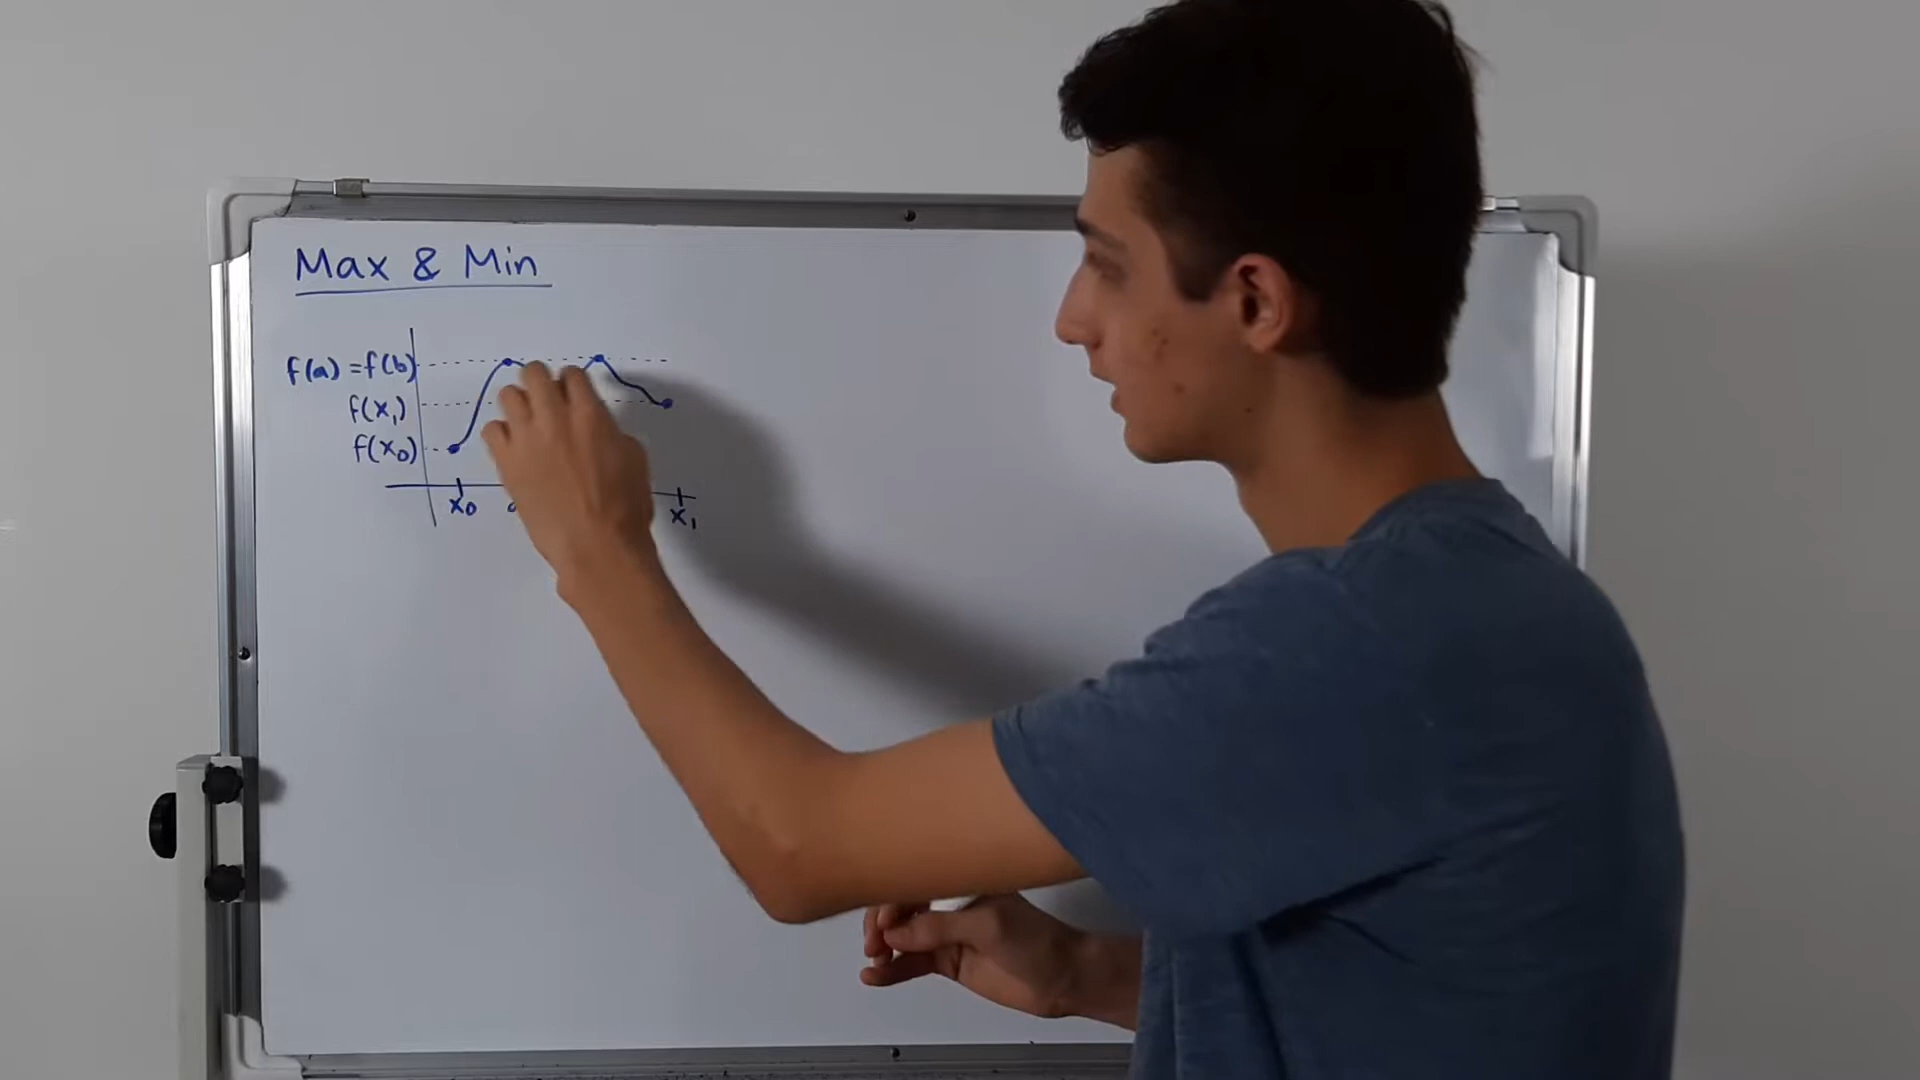 Max & Min
f(a) = f(b)
f(x₁)
f(x₀)
x₀
x₁